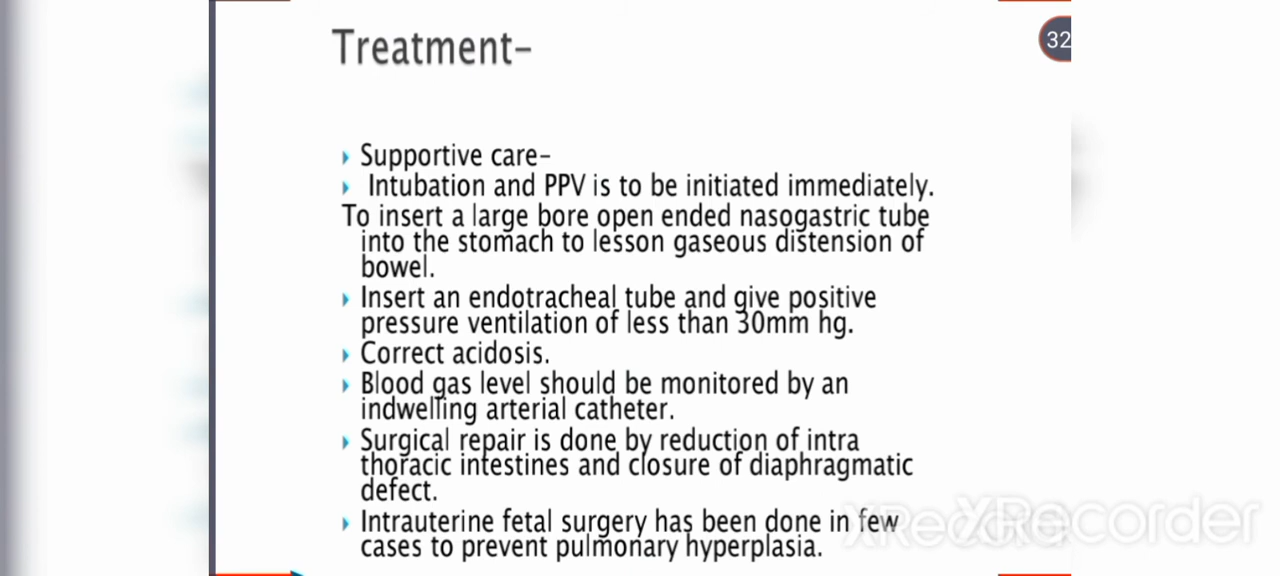 Treatment-
32
Supportive care-
Intubation and PPV is to be initiated immediately.
To insert a large bore open ended nasogastric tube
into the stomach to lesson gaseous distension of
bowel.
Insert an endotracheal tube and give positive
pressure ventilation of less than 30mm hg.
Correct acidosis.
Blood gas level should be monitored by an
indwelling arterial catheter.
Surgical repair is done by reduction of intra
thoracic intestines and closure of diaphragmatic
defect.
Intrauterine fetal surgery has been done in few
cases to prevent pulmonary hyperplasia.
XRecorder